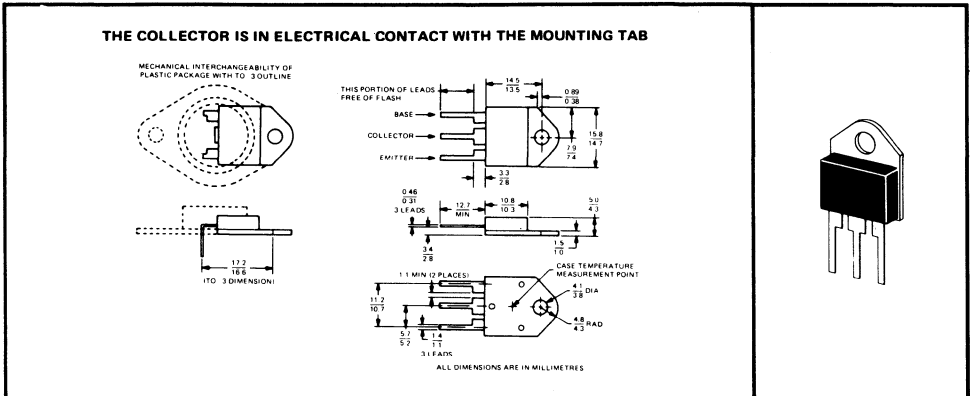 THE COLLECTOR IS IN ELECTRICAL CONTACT WITH THE MOUNTING TAB
MECHANICAL INTERCHANGEABILITY OF
PLASTIC PACKAGE WITH TO 3 OUTLINE
THIS PORTION OF LEADS
FREE OF FLASH
BASE
COLLECTOR
EMITTER
14.5
13.5
0.89
0.38
15.8
14.7
7.9
7.4
3.3
2.8
0.46
0.31
3 LEADS
12.7
MIN
10.8
10.3
5.0
4.3
3.4
2.8
1.5
1.0
17.2
16.6
(TO 3 DIMENSION)
1.1 MIN (2 PLACES)
CASE TEMPERATURE
MEASUREMENT POINT
4.1
3.8
DIA
4.8
4.3
RAD
11.2
10.7
5.7
5.2
1.4
1.1
3 LEADS
ALL DIMENSIONS ARE IN MILLIMETRES